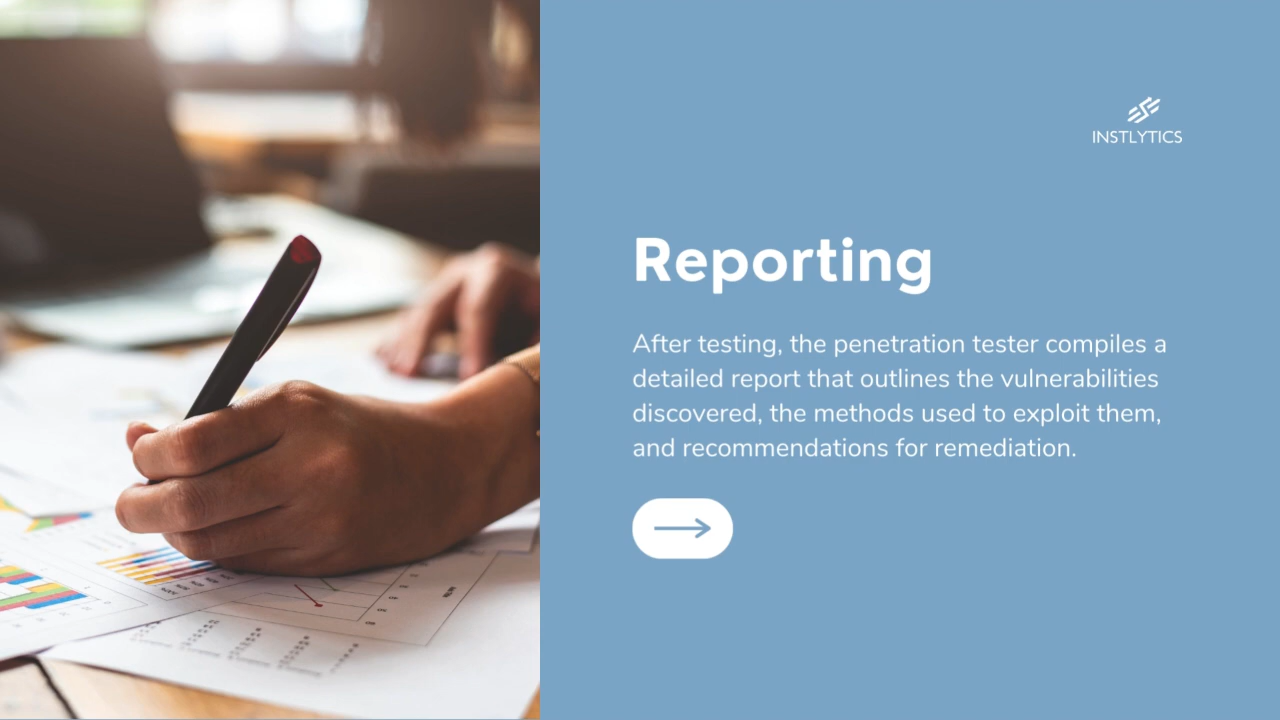 INSTLYTICS
Reporting
After testing, the penetration tester compiles a
detailed report that outlines the vulnerabilities
discovered, the methods used to exploit them,
and recommendations for remediation.